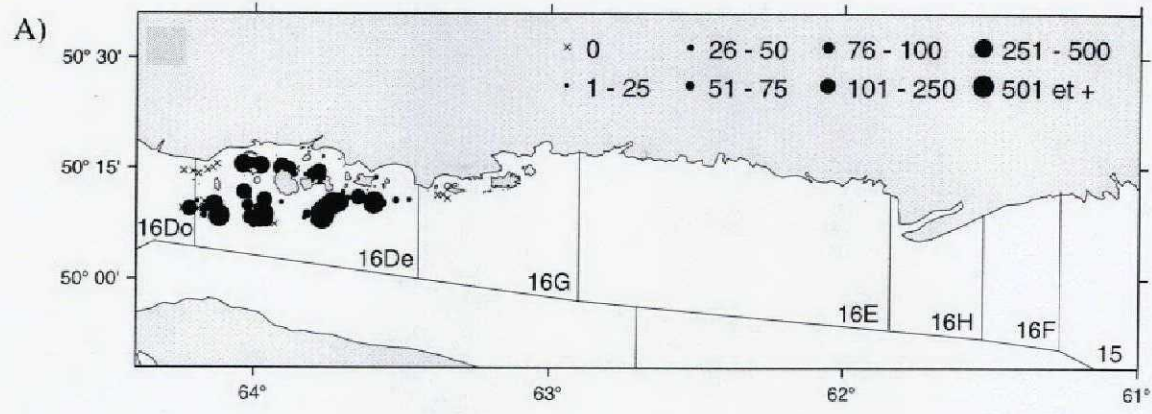 A)
50° 30'
× 0 • 26 - 50 • 76 - 100 • 251 - 500
• 1 - 25 • 51 - 75 • 101 - 250 • 501 et +
50° 15'
16Do
16De
50° 00'
16G
16E
16H
16F
15
64° 63° 62° 61°